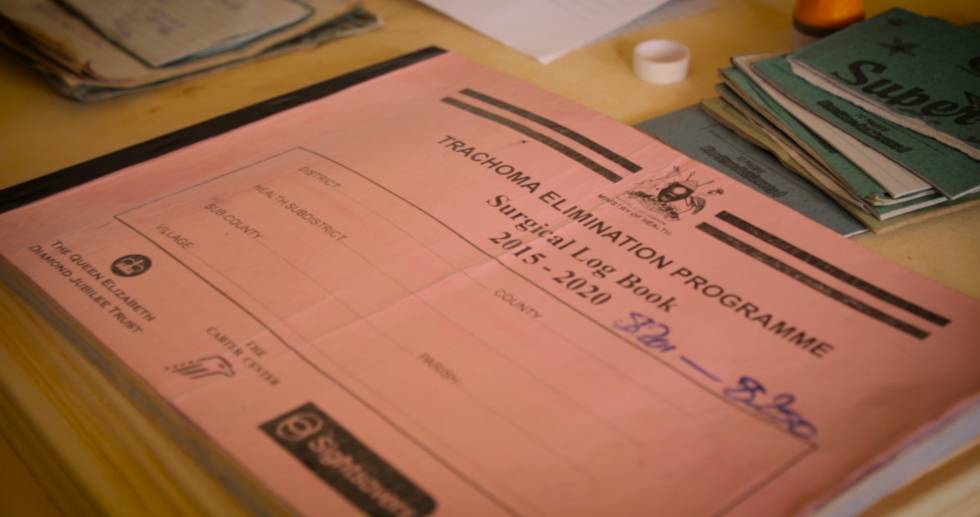 MINISTRY OF HEALTH
TRACHOMA ELIMINATION PROGRAMME
Surgical Log Book
2015 - 2020
DISTRICT
HEALTH SUBDISTRICT
COUNTY
SUB COUNTY
PARISH
VILLAGE
THE QUEEN ELIZABETH
DIAMOND JUBILEE TRUST
THE
CARTER CENTER
Sightsavers
Super